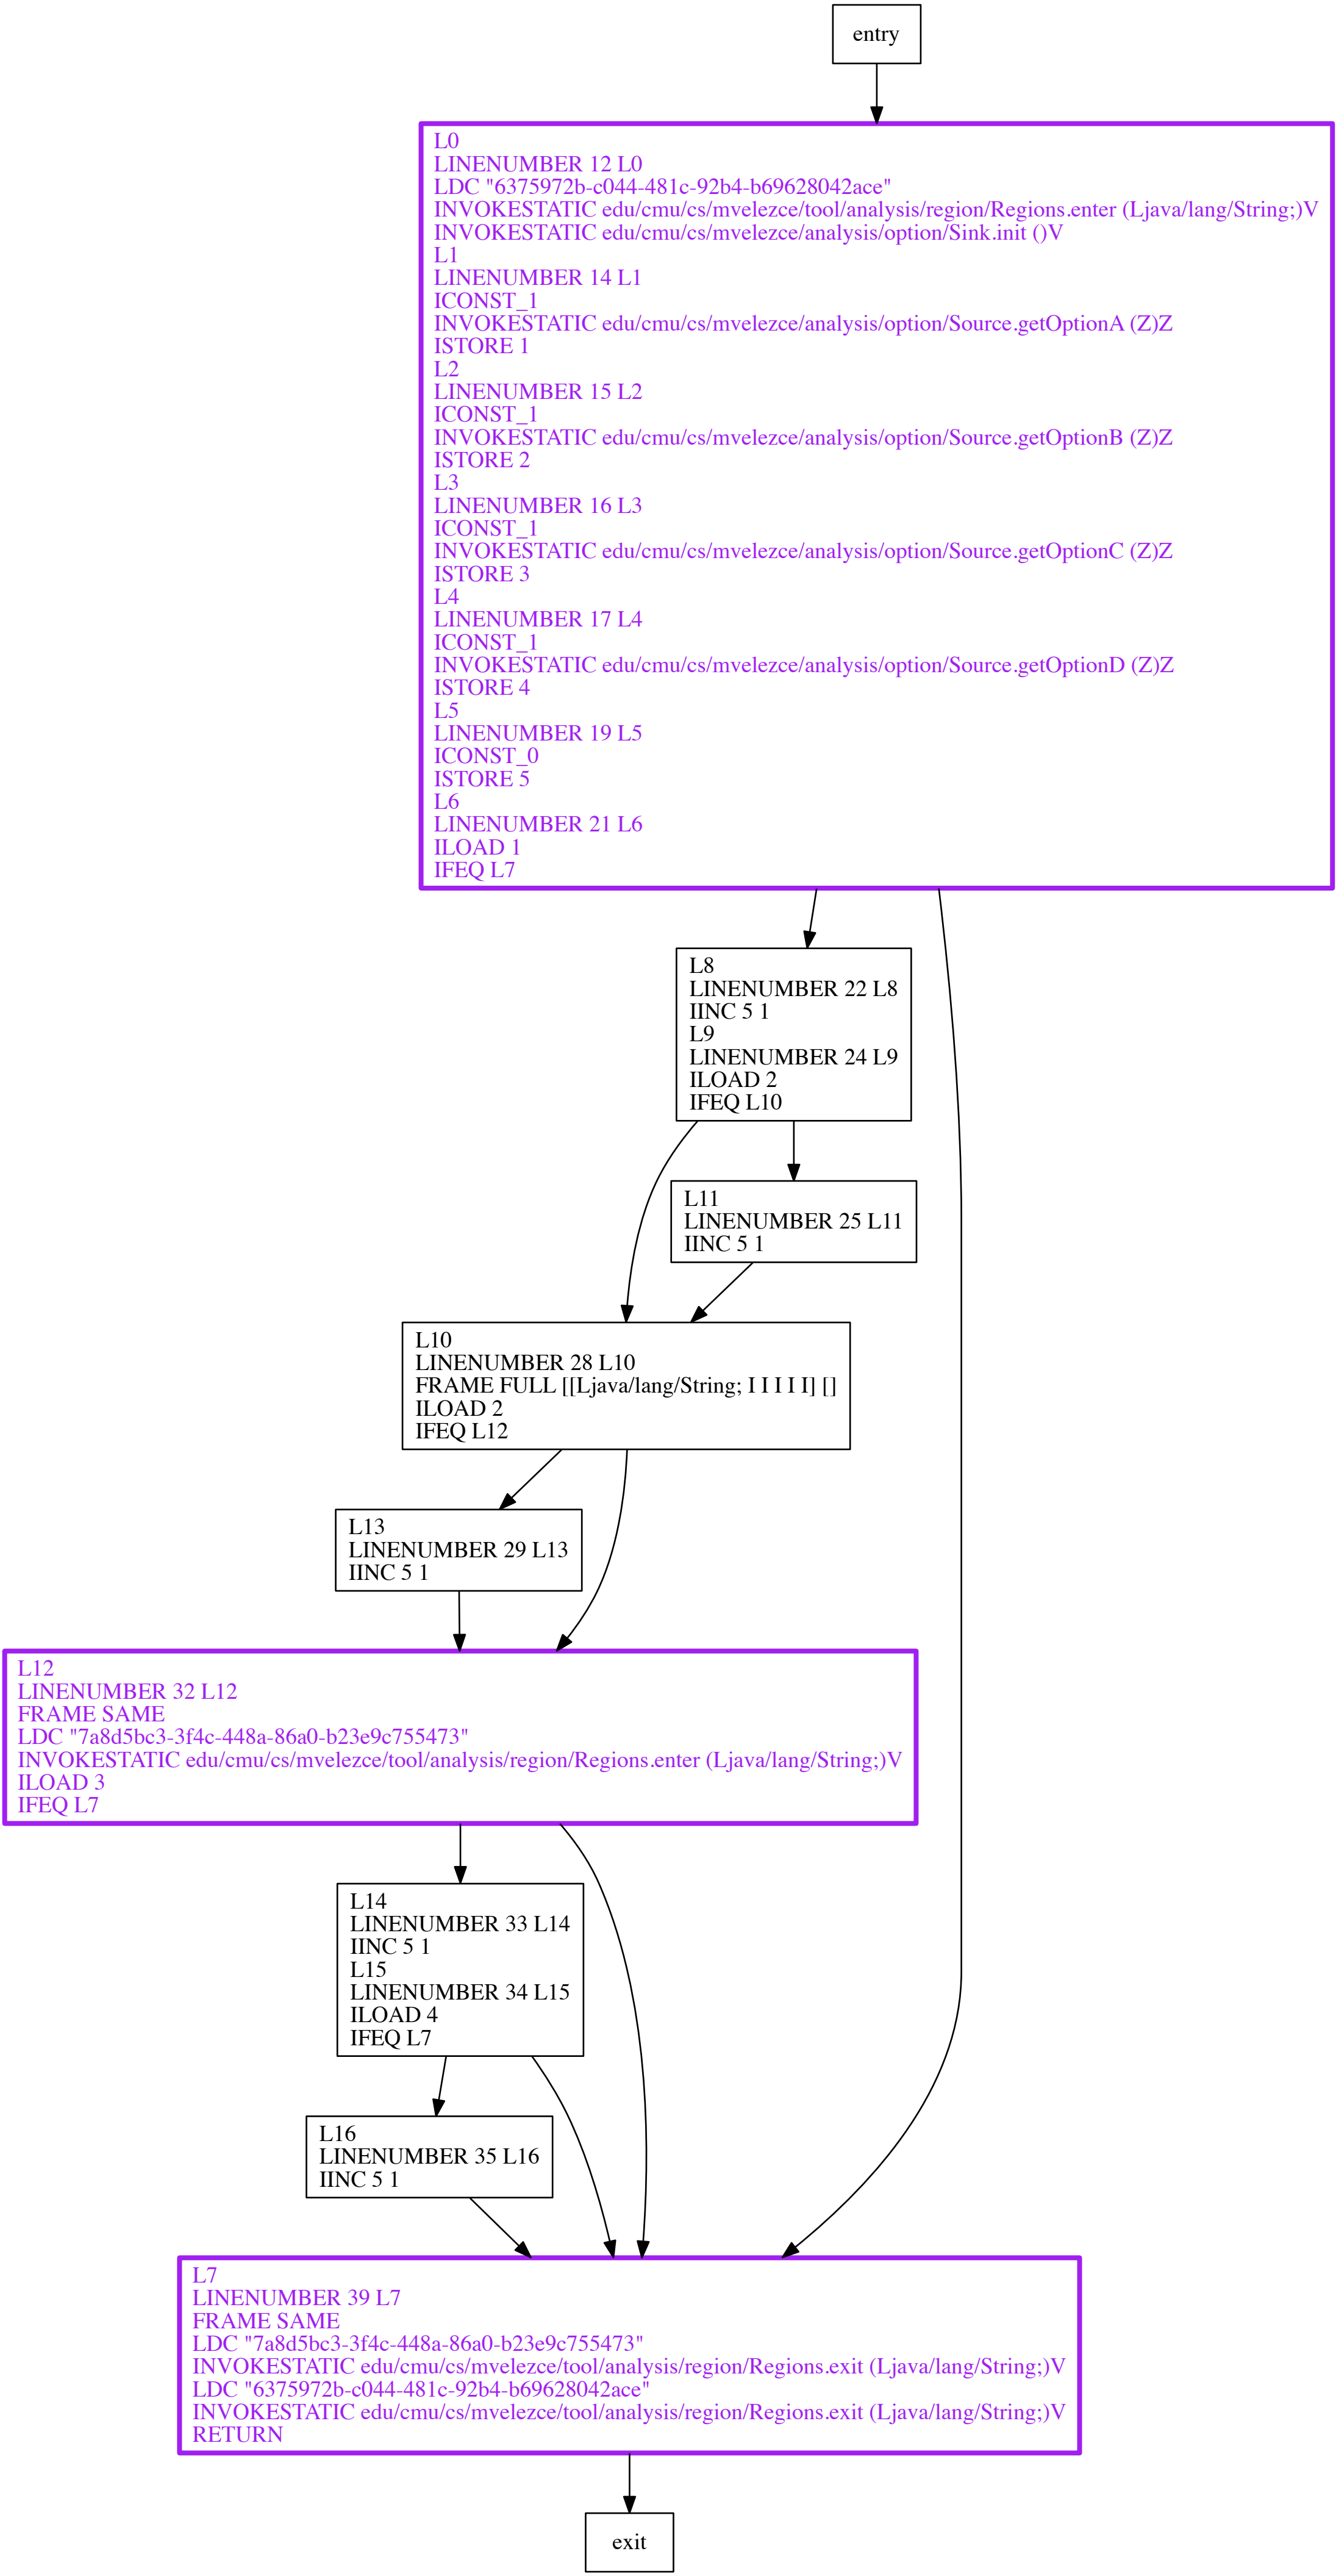 entry
L0
LINENUMBER 12 L0
LDC "6375972b-c044-481c-92b4-b69628042ace"
INVOKESTATIC edu/cmu/cs/mvelezce/tool/analysis/region/Regions.enter (Ljava/lang/String;)V
INVOKESTATIC edu/cmu/cs/mvelezce/analysis/option/Sink.init ()V
L1
LINENUMBER 14 L1
ICONST_1
INVOKESTATIC edu/cmu/cs/mvelezce/analysis/option/Source.getOptionA (Z)Z
ISTORE 1
L2
LINENUMBER 15 L2
ICONST_1
INVOKESTATIC edu/cmu/cs/mvelezce/analysis/option/Source.getOptionB (Z)Z
ISTORE 2
L3
LINENUMBER 16 L3
ICONST_1
INVOKESTATIC edu/cmu/cs/mvelezce/analysis/option/Source.getOptionC (Z)Z
ISTORE 3
L4
LINENUMBER 17 L4
ICONST_1
INVOKESTATIC edu/cmu/cs/mvelezce/analysis/option/Source.getOptionD (Z)Z
ISTORE 4
L5
LINENUMBER 19 L5
ICONST_0
ISTORE 5
L6
LINENUMBER 21 L6
ILOAD 1
IFEQ L7
L8
LINENUMBER 22 L8
IINC 5 1
L9
LINENUMBER 24 L9
ILOAD 2
IFEQ L10
L11
LINENUMBER 25 L11
IINC 5 1
L10
LINENUMBER 28 L10
FRAME FULL [[Ljava/lang/String; I I I I I] []
ILOAD 2
IFEQ L12
L13
LINENUMBER 29 L13
IINC 5 1
L12
LINENUMBER 32 L12
FRAME SAME
LDC "7a8d5bc3-3f4c-448a-86a0-b23e9c755473"
INVOKESTATIC edu/cmu/cs/mvelezce/tool/analysis/region/Regions.enter (Ljava/lang/String;)V
ILOAD 3
IFEQ L7
L14
LINENUMBER 33 L14
IINC 5 1
L15
LINENUMBER 34 L15
ILOAD 4
IFEQ L7
L16
LINENUMBER 35 L16
IINC 5 1
L7
LINENUMBER 39 L7
FRAME SAME
LDC "7a8d5bc3-3f4c-448a-86a0-b23e9c755473"
INVOKESTATIC edu/cmu/cs/mvelezce/tool/analysis/region/Regions.exit (Ljava/lang/String;)V
LDC "6375972b-c044-481c-92b4-b69628042ace"
INVOKESTATIC edu/cmu/cs/mvelezce/tool/analysis/region/Regions.exit (Ljava/lang/String;)V
RETURN
exit